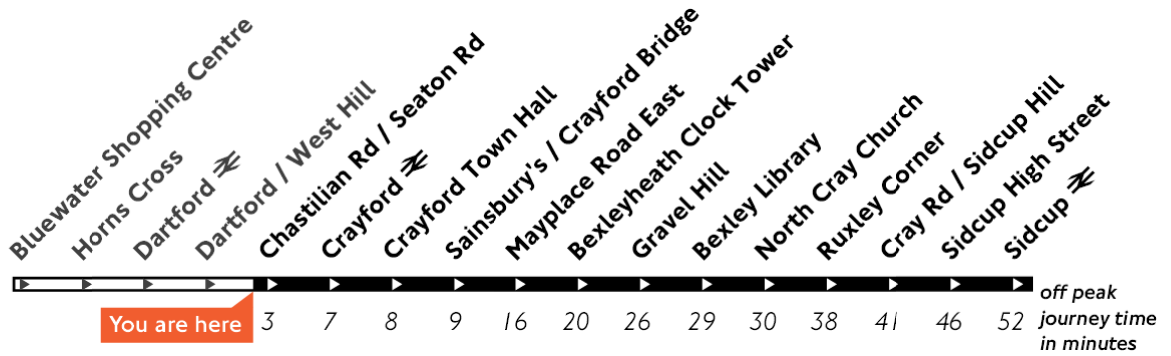 Bluewater Shopping Centre
Horns Cross
Dartford
Dartford / West Hill
Chastilian Rd / Seaton Rd
Crayford
Crayford Town Hall
Sainsbury's / Crayford Bridge
Mayplace Road East
Bexleyheath Clock Tower
Gravel Hill
Bexley Library
North Cray Church
Ruxley Corner
Cray Rd / Sidcup Hill
Sidcup High Street
Sidcup
You are here
3 7 8 9 16 20 26 29 30 38 41 46 52
off peak
journey time
in minutes